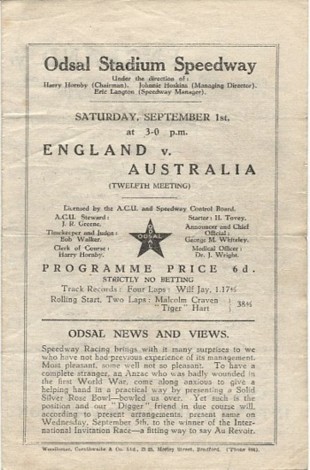 Odsal Stadium Speedway
Under the direction of:
Harry Hornby (Chairman). Johnnie Hoskins (Managing Director).
Eric Langton (Speedway Manager).
SATURDAY, SEPTEMBER 1st.
at 3-0 p.m.
ENGLAND v.
AUSTRALIA
(TWELFTH MEETING)
Licensed by the A.C.U. and Speedway Control Board.
A.C.U. Steward:
J. R. Greene.
Timekeeper and Judge:
Bob Walker.
Clerk of Course:
Harry Hornby.
ODSAL
Starter: H. Tovey.
Announcer and Chief
Official:
George M. Whiteley.
Medical Officer:
Dr. J. Wright.
PROGRAMME PRICE 6d.
STRICTLY NO BETTING
Track Records: Four Laps: Wilf Jay, 1.17⅖
Rolling Start. Two Laps: Malcolm Craven
"Tiger" Hart
ODSAL NEWS AND VIEWS.
Speedway Racing brings with it many surprises to we
who have not had previous experience of its management.
Most pleasant, some well not so pleasant. To have a
complete stranger, an Anzac who was badly wounded in
the first World War, come along anxious to give a
helping hand in a practical way by presenting a Solid
Silver Rose Bowl—bowled us over. Yet such is the
position and our "Digger" friend in due course will,
according to present arrangements, present same on
Wednesday, September 5th, to the winner of the Inter-
national Invitation Race—a fitting way to say Au Revoir.
Bradford.